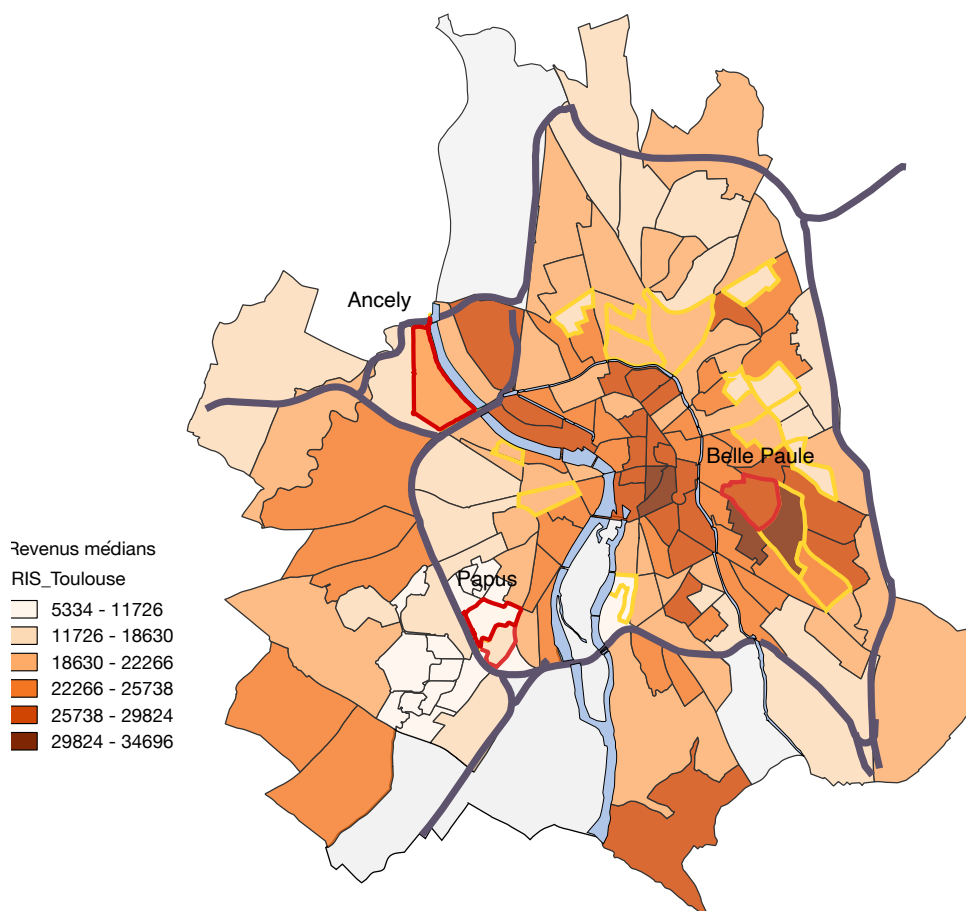 Ancely
Belle Paule
Papus
Revenus médians
RIS_Toulouse
5334 - 11726
11726 - 18630
18630 - 22266
22266 - 25738
25738 - 29824
29824 - 34696